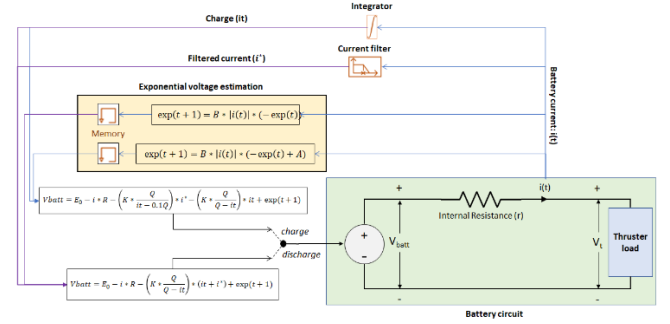 Integrator
Charge (it)
Current filter
Filtered current (i*)
Exponential voltage estimation
Battery current: i(t)
exp(t + 1) = B * |i(t)| * (−exp(t))
Memory
exp(t + 1) = B * |i(t)| * (−exp(t) + A)
Vbatt = E₀ − i * R − (K * Q / (it − 0.1Q)) * i* − (K * Q / (Q − it)) * it + exp(t + 1)
charge
discharge
Vbatt = E₀ − i * R − (K * Q / (Q − it)) * (it + i*) + exp(t + 1)
+ i(t) +
Internal Resistance (r)
+
−
V_batt
V_t
Thruster
load
- -
Battery circuit